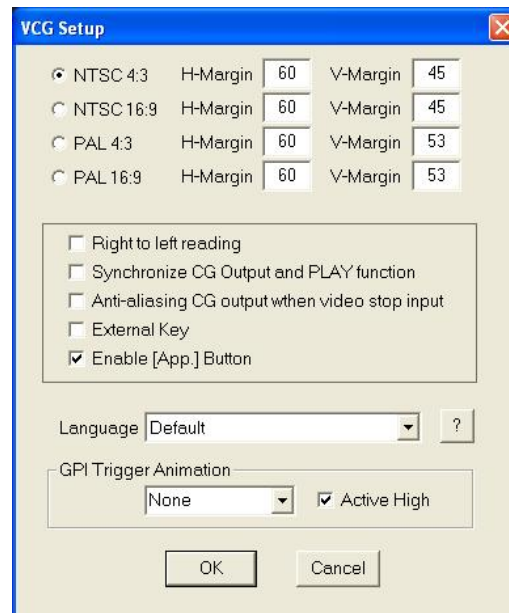 VCG Setup
NTSC 4:3 H-Margin 60 V-Margin 45
NTSC 16:9 H-Margin 60 V-Margin 45
PAL 4:3 H-Margin 60 V-Margin 53
PAL 16:9 H-Margin 60 V-Margin 53
Right to left reading
Synchronize CG Output and PLAY function
Anti-aliasing CG output wthen video stop input
External Key
Enable [App.] Button
Language Default ?
GPI Trigger Animation
None Active High
OK Cancel